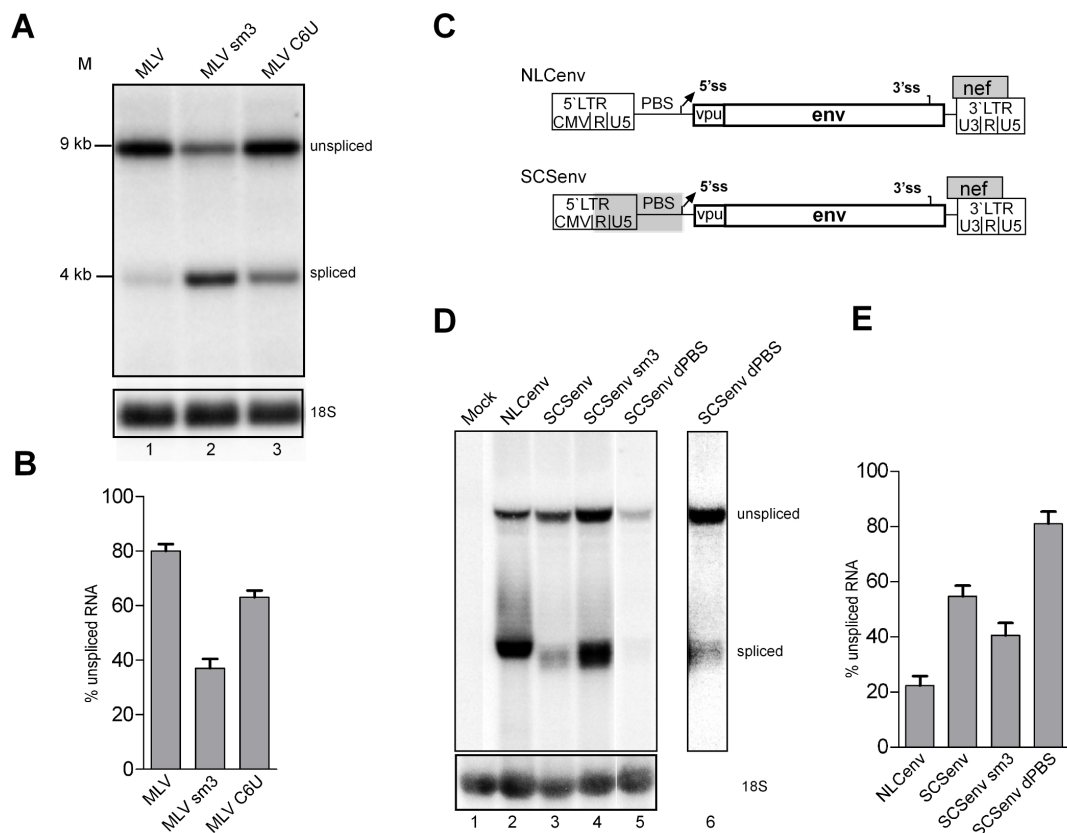 A
M
MLV
MLV sm3
MLV C6U
9 kb
unspliced
4 kb
spliced
18S
1 2 3
B
% unspliced RNA
100
80
60
40
20
0
MLV
MLV sm3
MLV C6U
C
NLCenv
5`LTR
CMV|R|U5
PBS
5'ss
vpu
env
3'ss
nef
3`LTR
U3|R|U5
SCSenv
5`LTR
CMV|R|U5
PBS
5'ss
vpu
env
3'ss
nef
3`LTR
U3|R|U5
D
Mock
NLCenv
SCSenv
SCSenv sm3
SCSenv dPBS
SCSenv dPBS
unspliced
spliced
18S
1 2 3 4 5 6
E
% unspliced RNA
100
80
60
40
20
0
NLCenv
SCSenv
SCSenv sm3
SCSenv dPBS